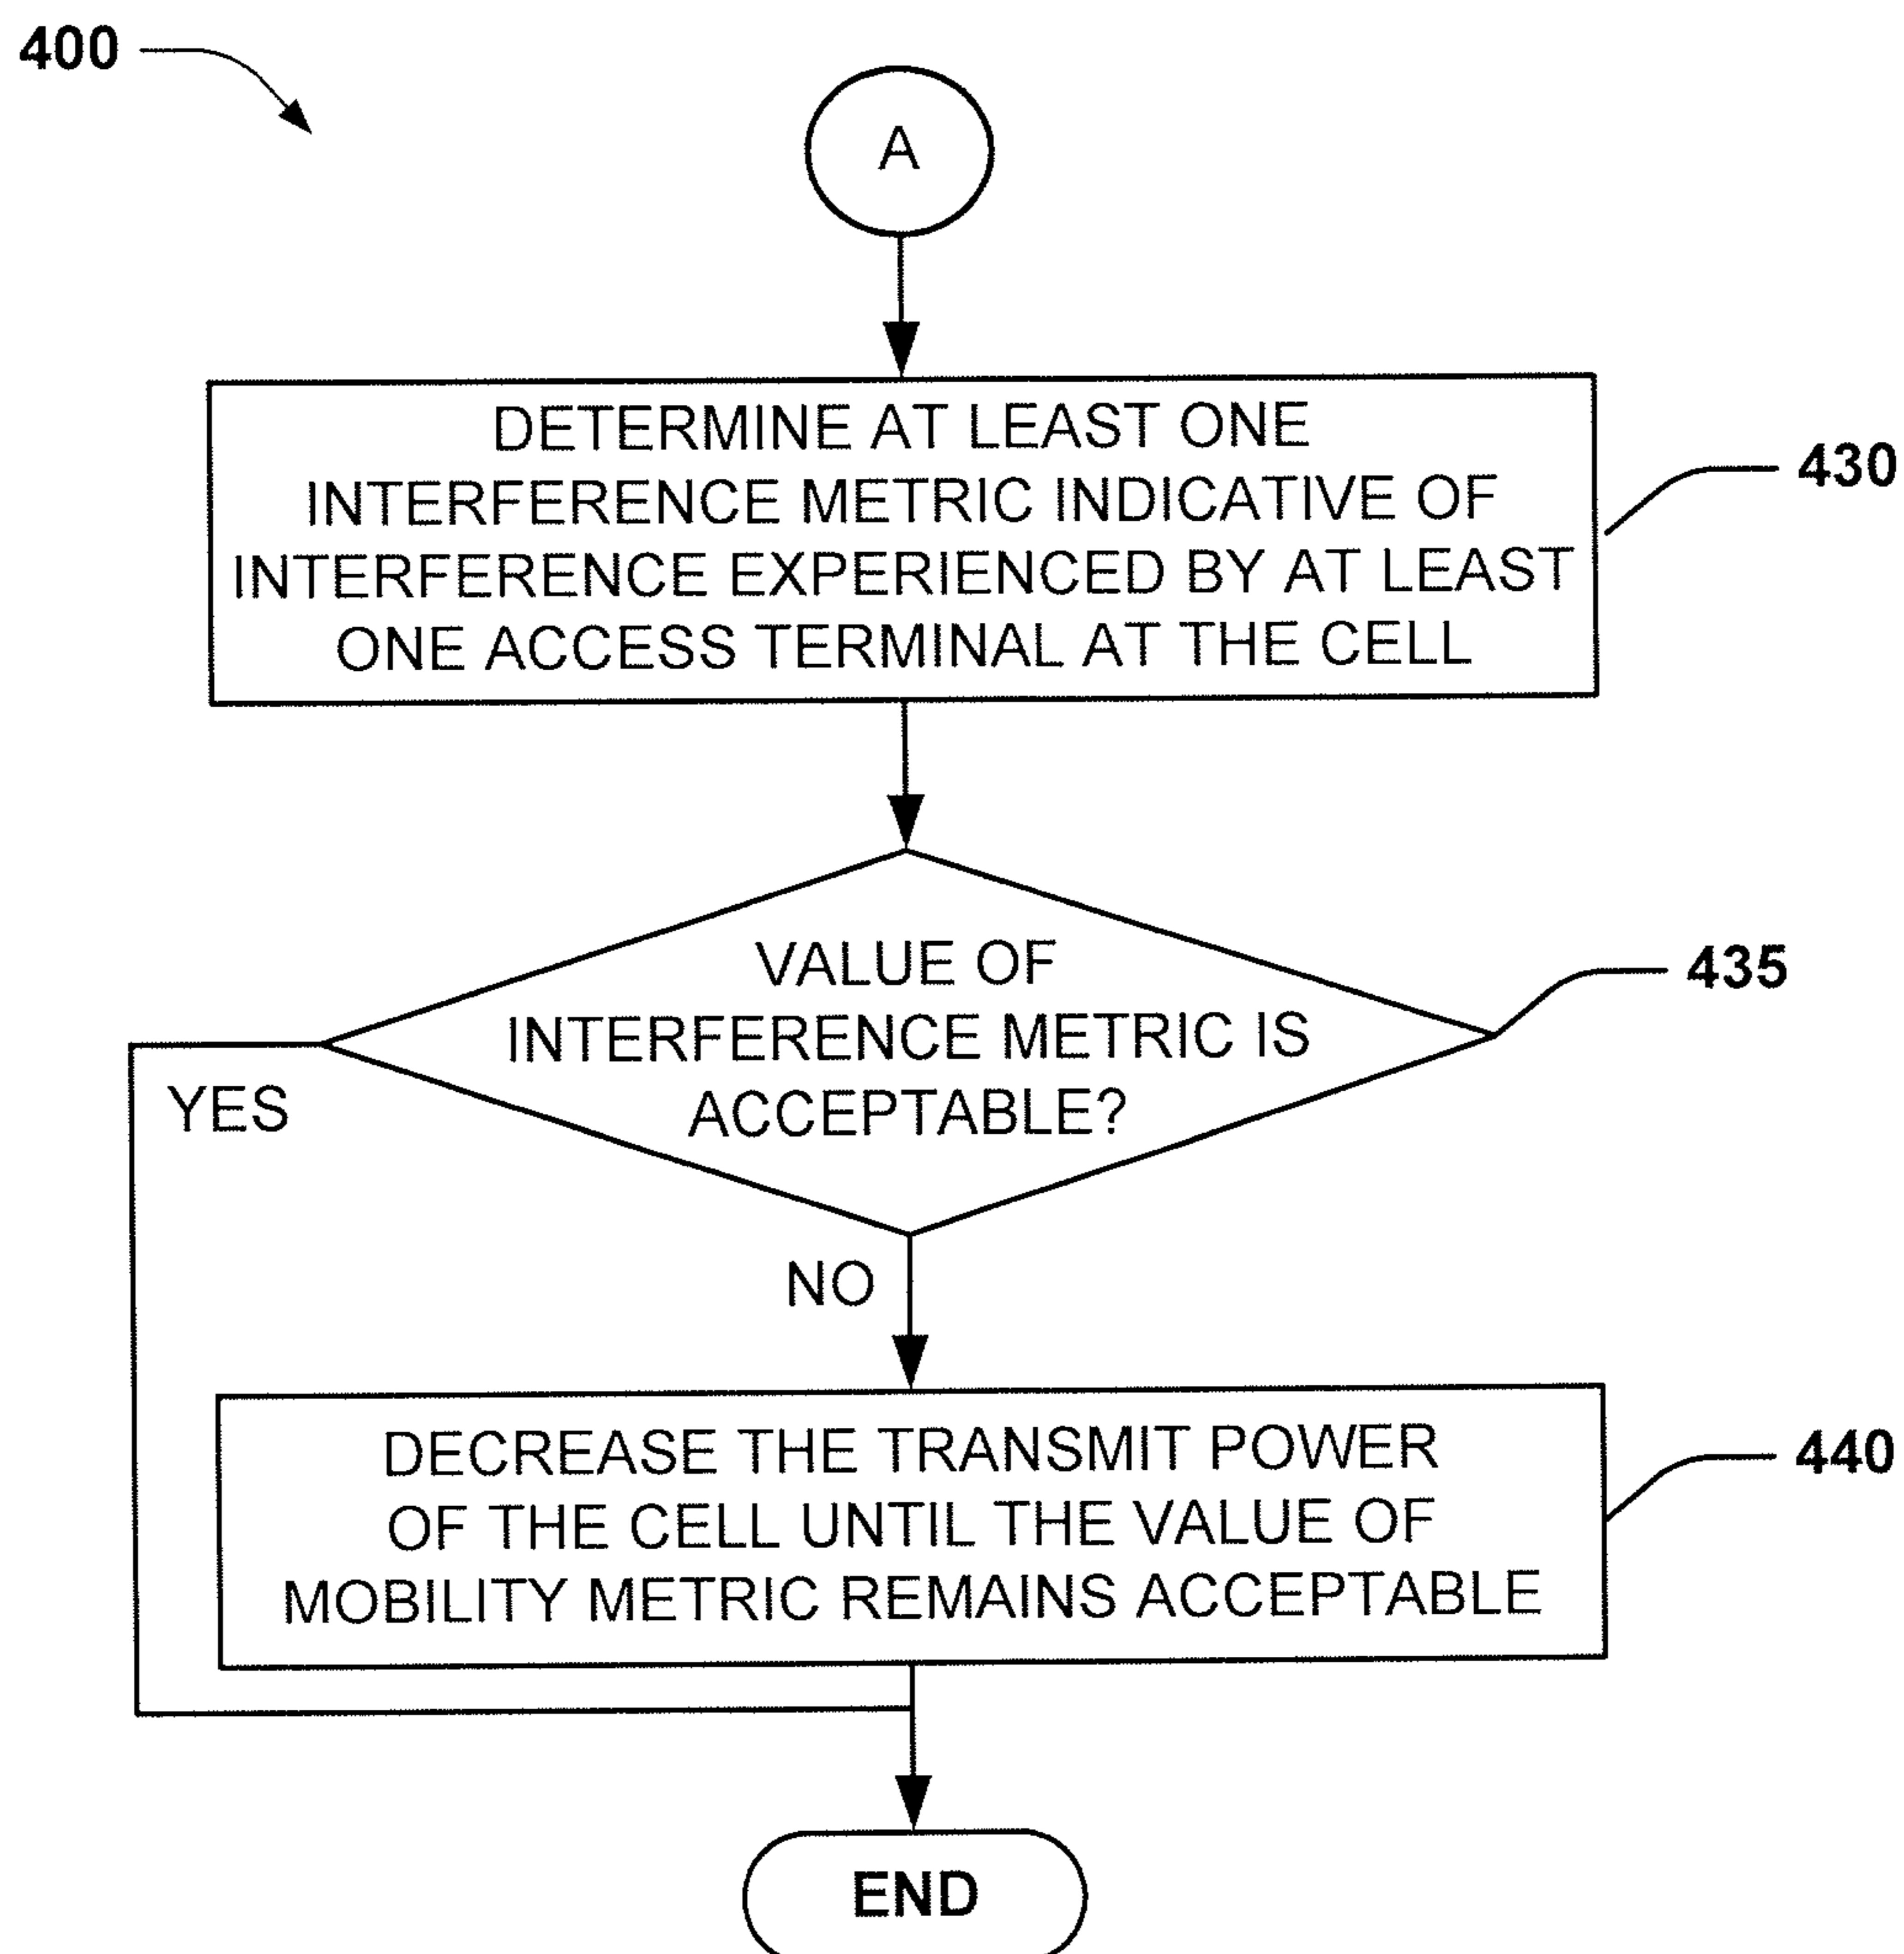 400
A
DETERMINE AT LEAST ONE
INTERFERENCE METRIC INDICATIVE OF
INTERFERENCE EXPERIENCED BY AT LEAST
ONE ACCESS TERMINAL AT THE CELL
430
VALUE OF
INTERFERENCE METRIC IS
ACCEPTABLE?
435
YES
NO
DECREASE THE TRANSMIT POWER
OF THE CELL UNTIL THE VALUE OF
MOBILITY METRIC REMAINS ACCEPTABLE
440
END